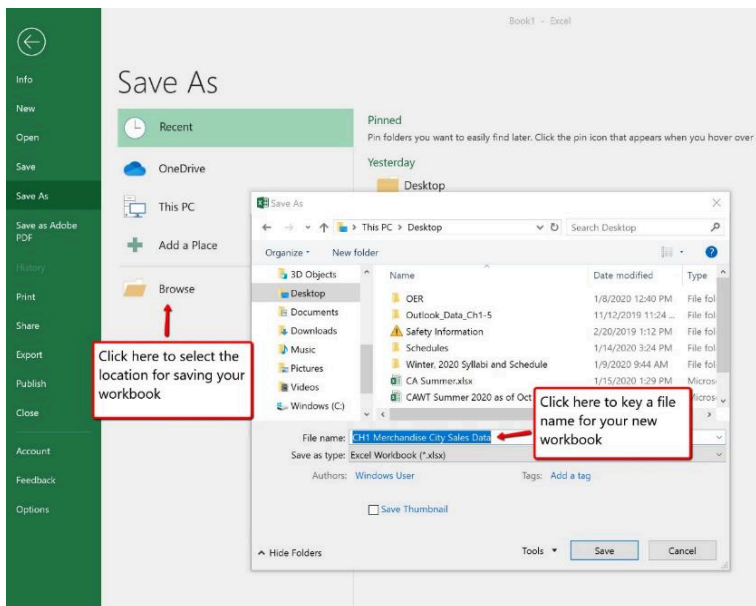 Book1 - Excel
Info
New
Open
Save
Save As
Save as Adobe
PDF
History
Print
Share
Export
Publish
Close
Account
Feedback
Options
Save As
Recent
OneDrive
This PC
Add a Place
Browse
Pinned
Pin folders you want to easily find later. Click the pin icon that appears when you hover over
Yesterday
Desktop
Save As
This PC > Desktop
Search Desktop
Organize
New folder
3D Objects
Desktop
Documents
Downloads
Music
Pictures
Videos
Windows (C:)
Name Date modified Type
OER 1/8/2020 12:40 PM File fol
Outlook_Data_Ch1-5 11/12/2019 11:24 ... File fol
Safety Information 2/20/2019 1:12 PM File fol
Schedules 1/14/2020 3:24 PM File fol
Winter, 2020 Syllabi and Schedule 1/9/2020 9:44 AM File fol
CA Summer.xlsx 1/15/2020 1:29 PM Micros
CAWT Summer 2020 as of Oct Micros
File name: CH1 Merchandise City Sales Data
Save as type: Excel Workbook (*.xlsx)
Authors: Windows User Tags: Add a tag
Save Thumbnail
Hide Folders
Tools Save Cancel
Click here to select the
location for saving your
workbook
Click here to key a file
name for your new
workbook